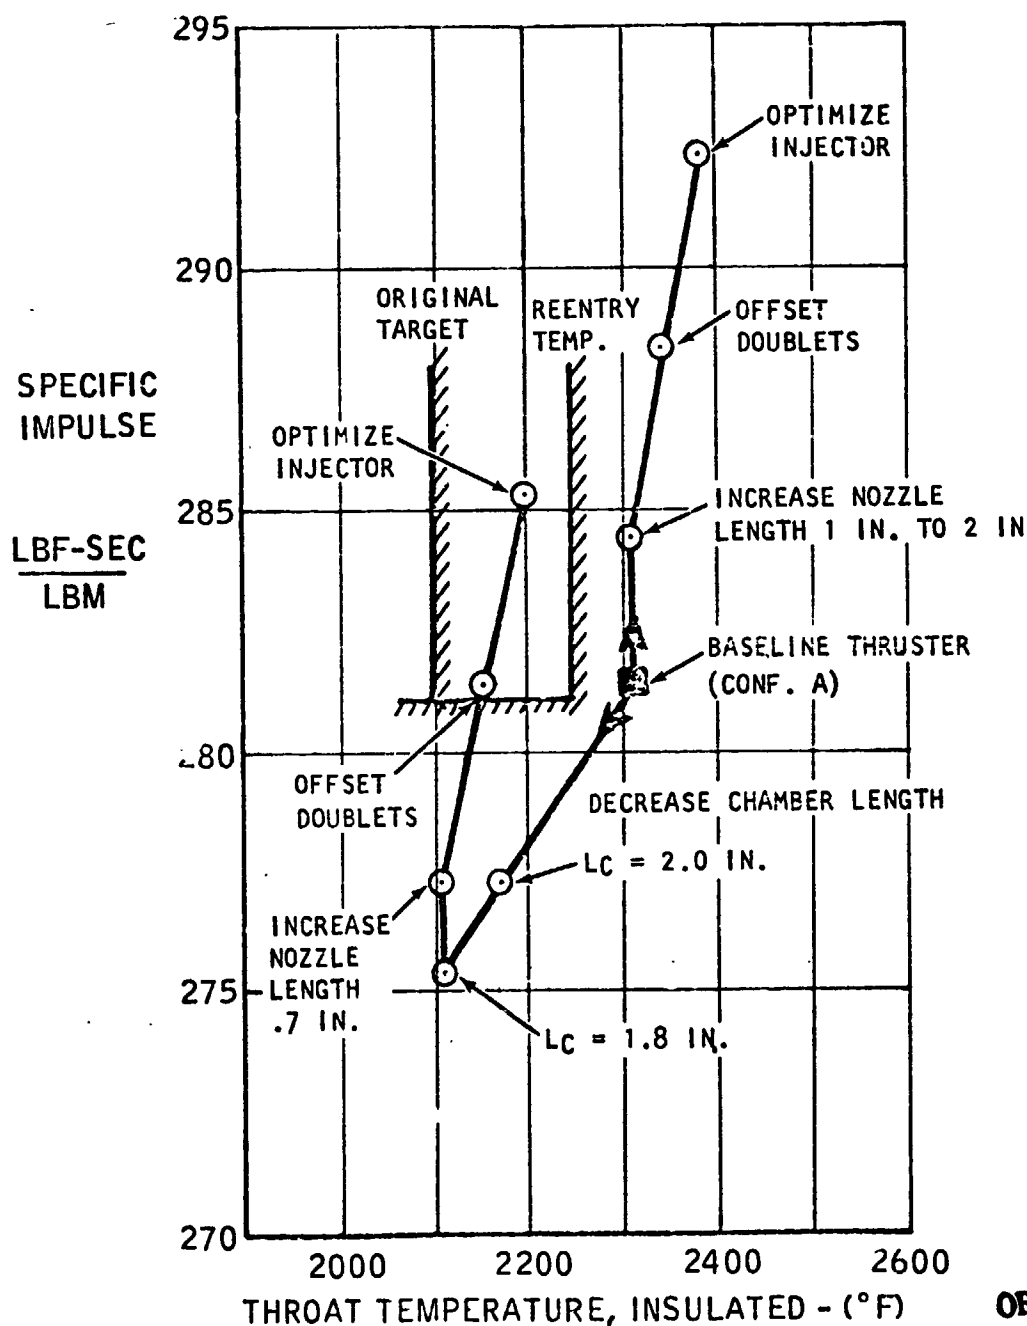 295
OPTIMIZE
INJECTOR
290
ORIGINAL
TARGET
REENTRY
TEMP.
OFFSET
DOUBLETS
SPECIFIC
IMPULSE
OPTIMIZE
INJECTOR
285
INCREASE NOZZLE
LENGTH 1 IN. TO 2 IN
LBF-SEC
LBM
BASELINE THRUSTER
(CONF. A)
80
OFFSET
DOUBLETS
DECREASE CHAMBER LENGTH
LC = 2.0 IN.
INCREASE
NOZZLE
LENGTH
.7 IN.
275
LC = 1.8 IN.
270
2000 2200 2400 2600
THROAT TEMPERATURE, INSULATED - (°F)